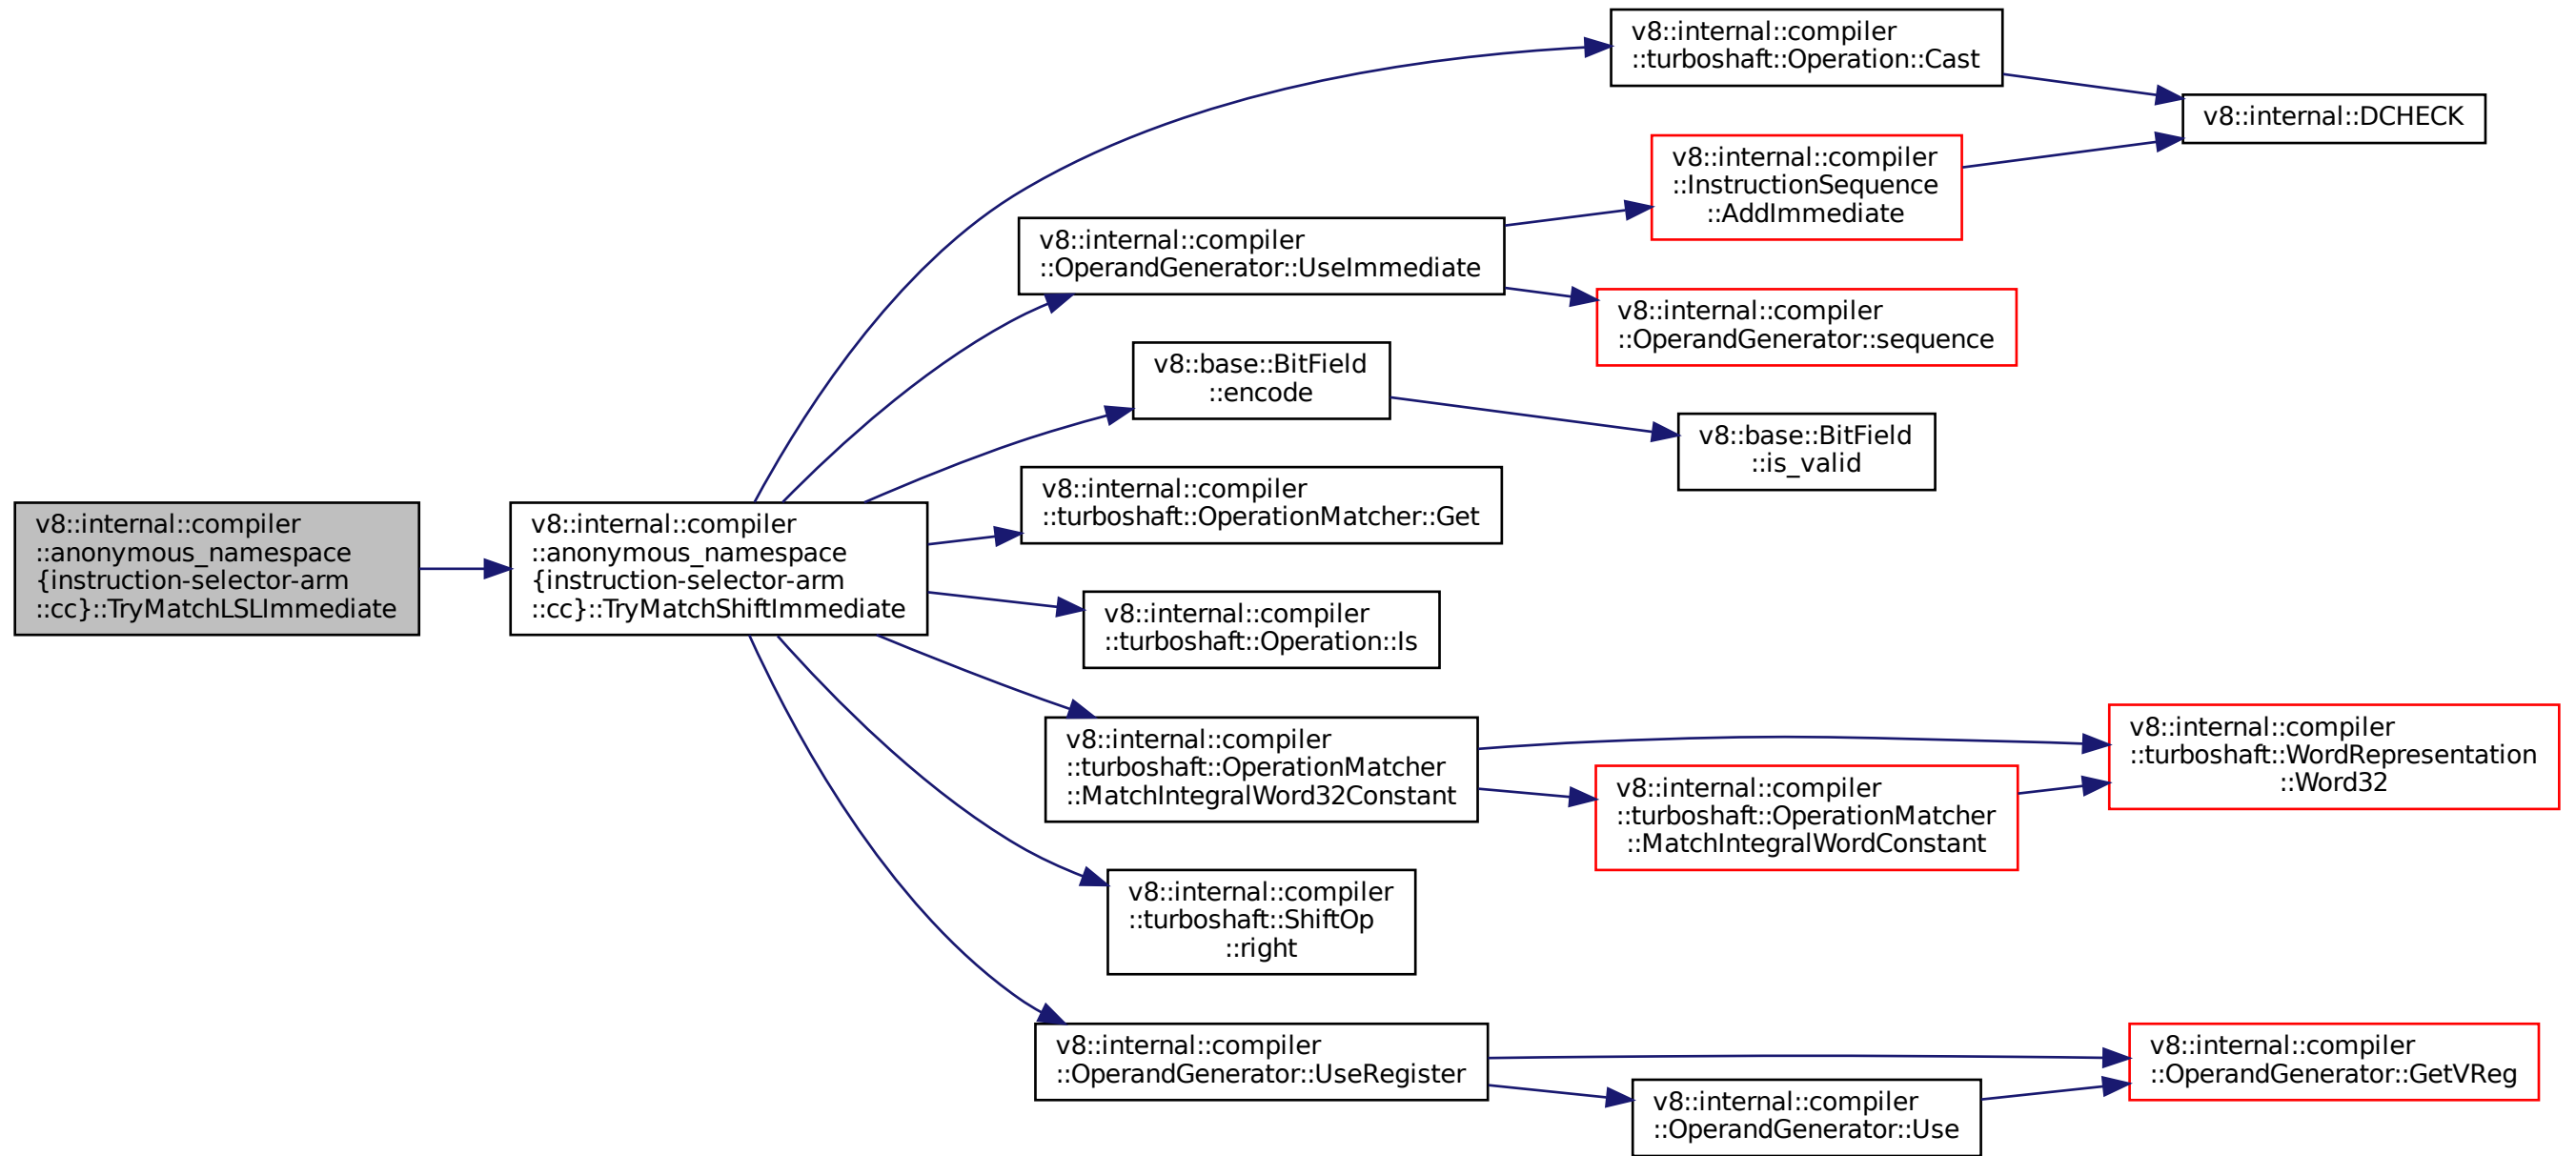 v8::internal::compiler
::turboshaft::Operation::Cast
v8::internal::DCHECK
v8::internal::compiler
::InstructionSequence
::AddImmediate
v8::internal::compiler
::OperandGenerator::UseImmediate
v8::internal::compiler
::OperandGenerator::sequence
v8::base::BitField
::encode
v8::base::BitField
::is_valid
v8::internal::compiler
::turboshaft::OperationMatcher::Get
v8::internal::compiler
::anonymous_namespace
{instruction-selector-arm
::cc}::TryMatchLSLImmediate
v8::internal::compiler
::anonymous_namespace
{instruction-selector-arm
::cc}::TryMatchShiftImmediate
v8::internal::compiler
::turboshaft::Operation::Is
v8::internal::compiler
::turboshaft::OperationMatcher
::MatchIntegralWord32Constant
v8::internal::compiler
::turboshaft::WordRepresentation
::Word32
v8::internal::compiler
::turboshaft::OperationMatcher
::MatchIntegralWordConstant
v8::internal::compiler
::turboshaft::ShiftOp
::right
v8::internal::compiler
::OperandGenerator::UseRegister
v8::internal::compiler
::OperandGenerator::GetVReg
v8::internal::compiler
::OperandGenerator::Use